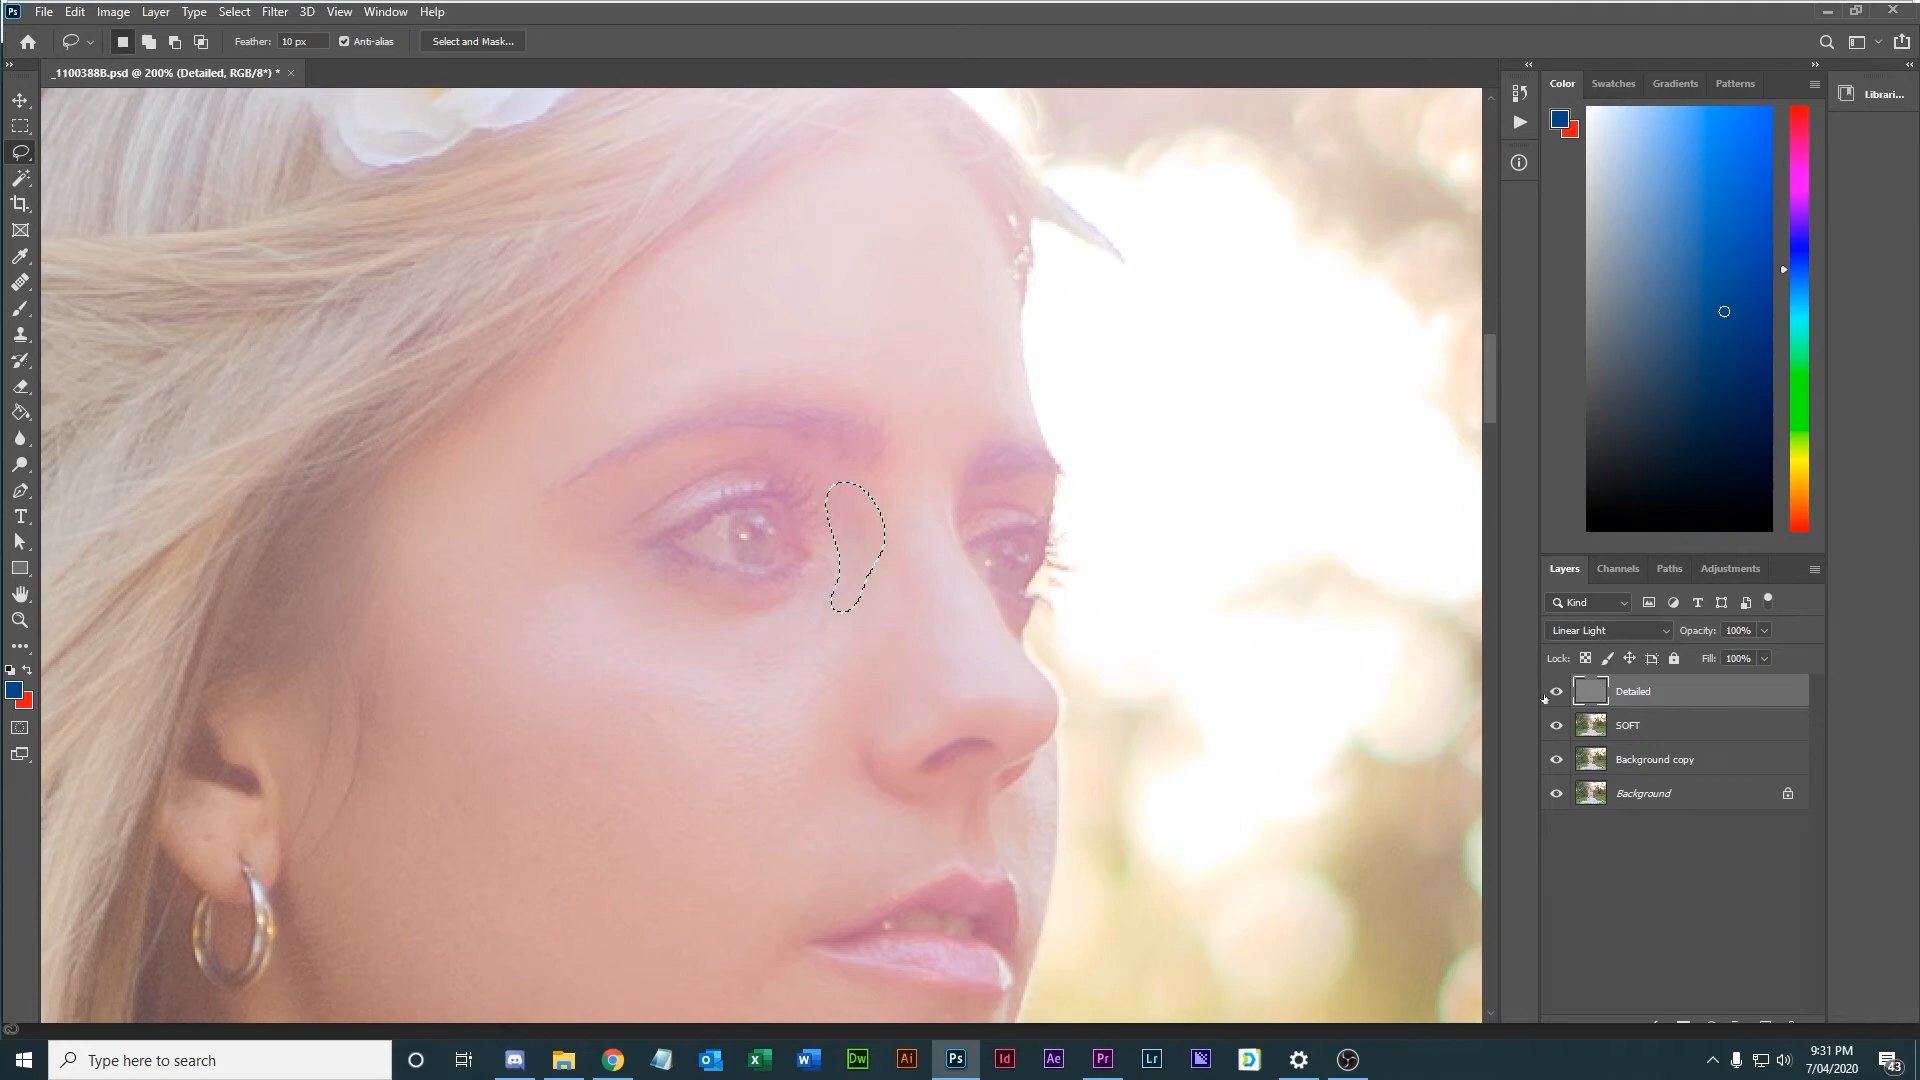 Ps File Edit Image Layer Type Select Filter 3D View Window Help
Feather: 10 px Anti-alias Select and Mask...
_1100388B.psd @ 200% (Detailed, RGB/8*) * ×
Color Swatches Gradients Patterns
Librari...
Layers Channels Paths Adjustments
Kind
Linear Light Opacity: 100%
Lock: Fill: 100%
Detailed
SOFT
Background copy
Background
Type here to search
Dw Ai Ps Id Ae Pr Lr
9:31 PM
7/04/2020
43